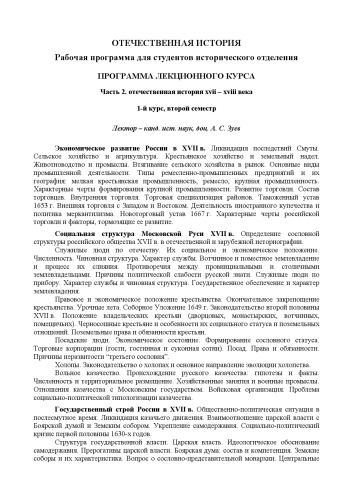 ОТЕЧЕСТВЕННАЯ ИСТОРИЯ
Рабочая программа для студентов исторического отделения
ПРОГРАММА ЛЕКЦИОННОГО КУРСА
Часть 2. отечественная история xvii – xviii века
1-й курс, второй семестр
Лектор – канд. ист. наук, доц. А. С. Зуев
Экономическое развитие России в XVII в. Ликвидация последствий Смуты.
Сельское хозяйство и агрикультура. Крестьянское хозяйство и земельный надел.
Животноводство и промыслы. Втягивание сельского хозяйства в рынок. Основные виды
промышленной деятельности. Типы ремесленно-промышленных предприятий и их
география: мелкая крестьянская промышленность, ремесло, крупная промышленность.
Характерные черты формирования крупной промышленности. Развитие торговли. Состав
торговцев. Внутренняя торговля. Торговая специализация районов. Таможенный устав
1653 г. Внешняя торговля с Западом и Востоком. Деятельность иностранного купечества и
политика меркантилизма. Новоторговый устав 1667 г. Характерные черты российской
торговли и факторы, тормозящие ее развитие.
Социальная структура Московской Руси XVII в. Определение сословной
структуры российского общества XVII в. в отечественной и зарубежной историографии.
Служилые люди по отечеству. Их социальное и экономическое положение.
Численность. Чиновная структура. Характер службы. Вотчинное и поместное землевладение
и процесс их слияния. Противоречия между провинциальными и столичными
землевладельцами. Причины политической слабости русской знати. Служилые люди по
прибору. Характер службы и чиновная структура. Государственное обеспечение и характер
землевладения.
Правовое и экономическое положение крестьянства. Окончательное закрепощение
крестьянства. Урочные лета. Соборное Уложение 1649 г. Законодательство второй половины
XVII в. Положение владельческих крестьян (дворцовых, монастырских, вотчинных,
помещичьих). Черносошные крестьяне и особенности их социального статуса и поземельных
отношений. Поземельные права и обязанности крестьян.
Посадские люди. Экономическое состояние. Формирование сословного статуса.
Торговые корпорации (гости, гостинная и суконная сотни). Посад. Права и обязанности.
Причины неразвитости “третьего сословия”.
Холопы. Законодательство о холопах и основное направление эволюции холопства.
Вольное казачество. Происхождение русского казачества: гипотезы и факты.
Численность и территориальное размещение. Хозяйственные занятия и военные промыслы.
Отношения казачества с Московским государством. Войсковая организация. Проблема
социально-политической типологизации казачества.
Государственный строй России в XVII в. Общественно-политическая ситуация в
послесмутное время. Ликвидация казачьего движения. Взаимоотношение царской власти с
Боярской думой и Земским собором. Укрепление самодержавия. Социально-политический
кризис первой половины 1630-х годов.
Структура государственной власти. Царская власть. Идеологическое обоснование
самодержавия. Прерогативы царской власти. Боярская дума: состав и компетенция. Земские
соборы и их характеристика. Вопрос о сословно-представительной монархии. Центральные